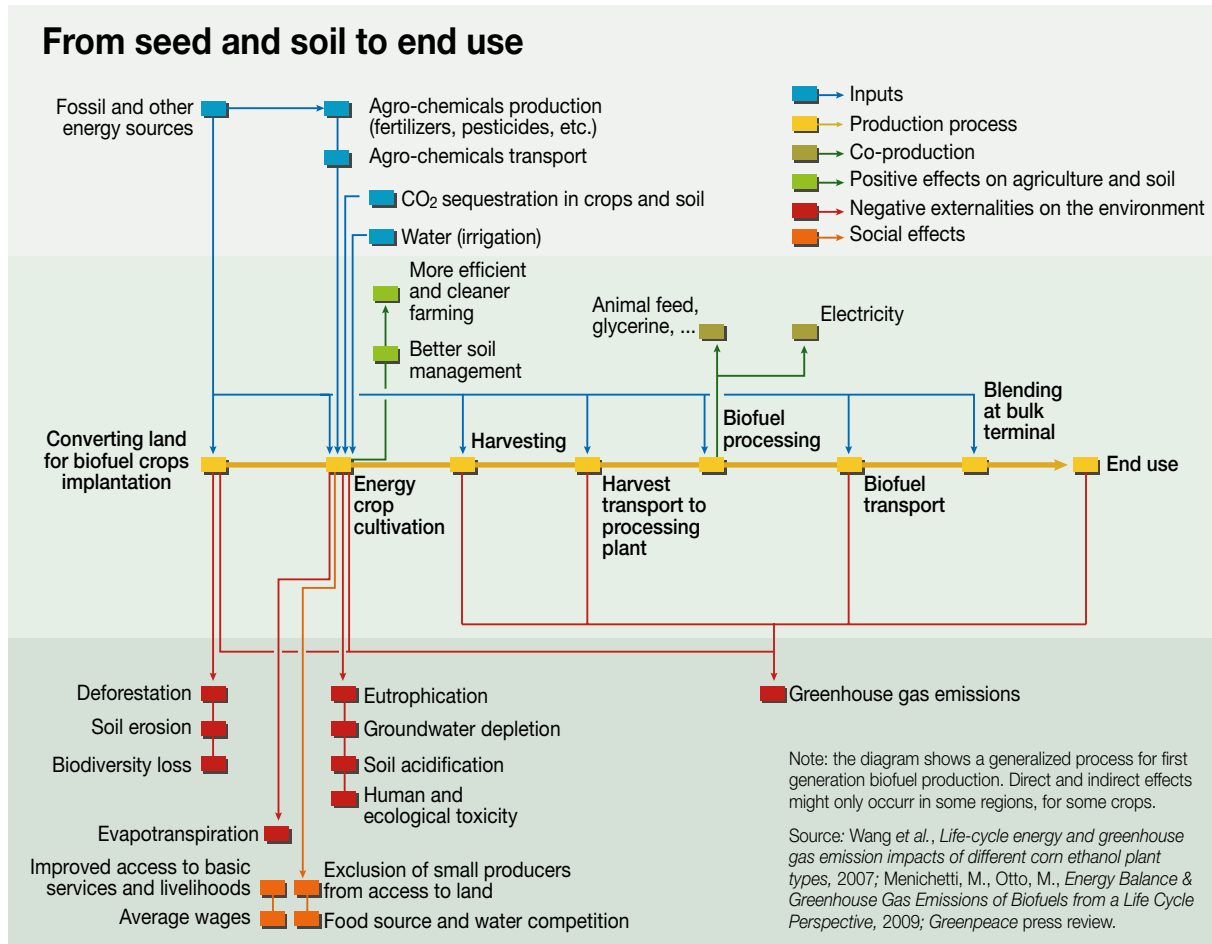 From seed and soil to end use
Fossil and other
energy sources
Agro-chemicals production
(fertilizers, pesticides, etc.)
Agro-chemicals transport
CO2 sequestration in crops and soil
Water (irrigation)
Inputs
Production process
Co-production
Positive effects on agriculture and soil
Negative externalities on the environment
Social effects
More efficient
and cleaner
farming
Better soil
management
Animal feed,
glycerine, ...
Electricity
Converting land
for biofuel crops
implantation
Energy
crop
cultivation
Harvesting
Harvest
transport to
processing
plant
Biofuel
processing
Biofuel
transport
Blending
at bulk
terminal
End use
Deforestation
Soil erosion
Biodiversity loss
Eutrophication
Groundwater depletion
Soil acidification
Human and
ecological toxicity
Greenhouse gas emissions
Evapotranspiration
Improved access to basic
services and livelihoods
Average wages
Exclusion of small producers
from access to land
Food source and water competition
Note: the diagram shows a generalized process for first
generation biofuel production. Direct and indirect effects
might only occurr in some regions, for some crops.
Source: Wang et al., Life-cycle energy and greenhouse
gas emission impacts of different corn ethanol plant
types, 2007; Menichetti, M., Otto, M., Energy Balance &
Greenhouse Gas Emissions of Biofuels from a Life Cycle
Perspective, 2009; Greenpeace press review.